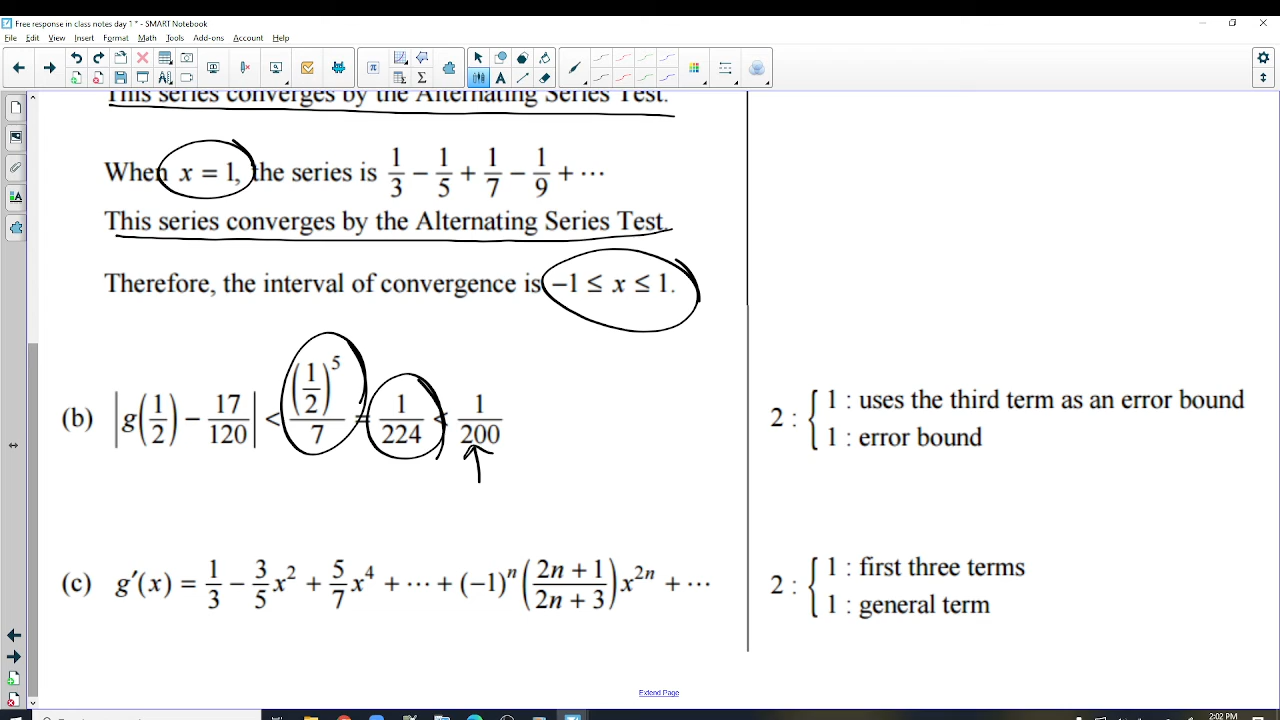 Free response in class notes day 1 * - SMART Notebook
File Edit View Insert Format Math Tools Add-ons Account Help
This series converges by the Alternating Series Test.
When x = 1, the series is 1/3 − 1/5 + 1/7 − 1/9 + ⋯
This series converges by the Alternating Series Test.
Therefore, the interval of convergence is −1 ≤ x ≤ 1.
(b) |g(1/2) − 17/120| < (1/2)^5/7 = 1/224 < 1/200
2 : { 1 : uses the third term as an error bound
1 : error bound
(c) g′(x) = 1/3 − 3/5 x^2 + 5/7 x^4 + ⋯ + (−1)^n ((2n + 1)/(2n + 3)) x^{2n} + ⋯
2 : { 1 : first three terms
1 : general term
Extend Page
2:02 PM